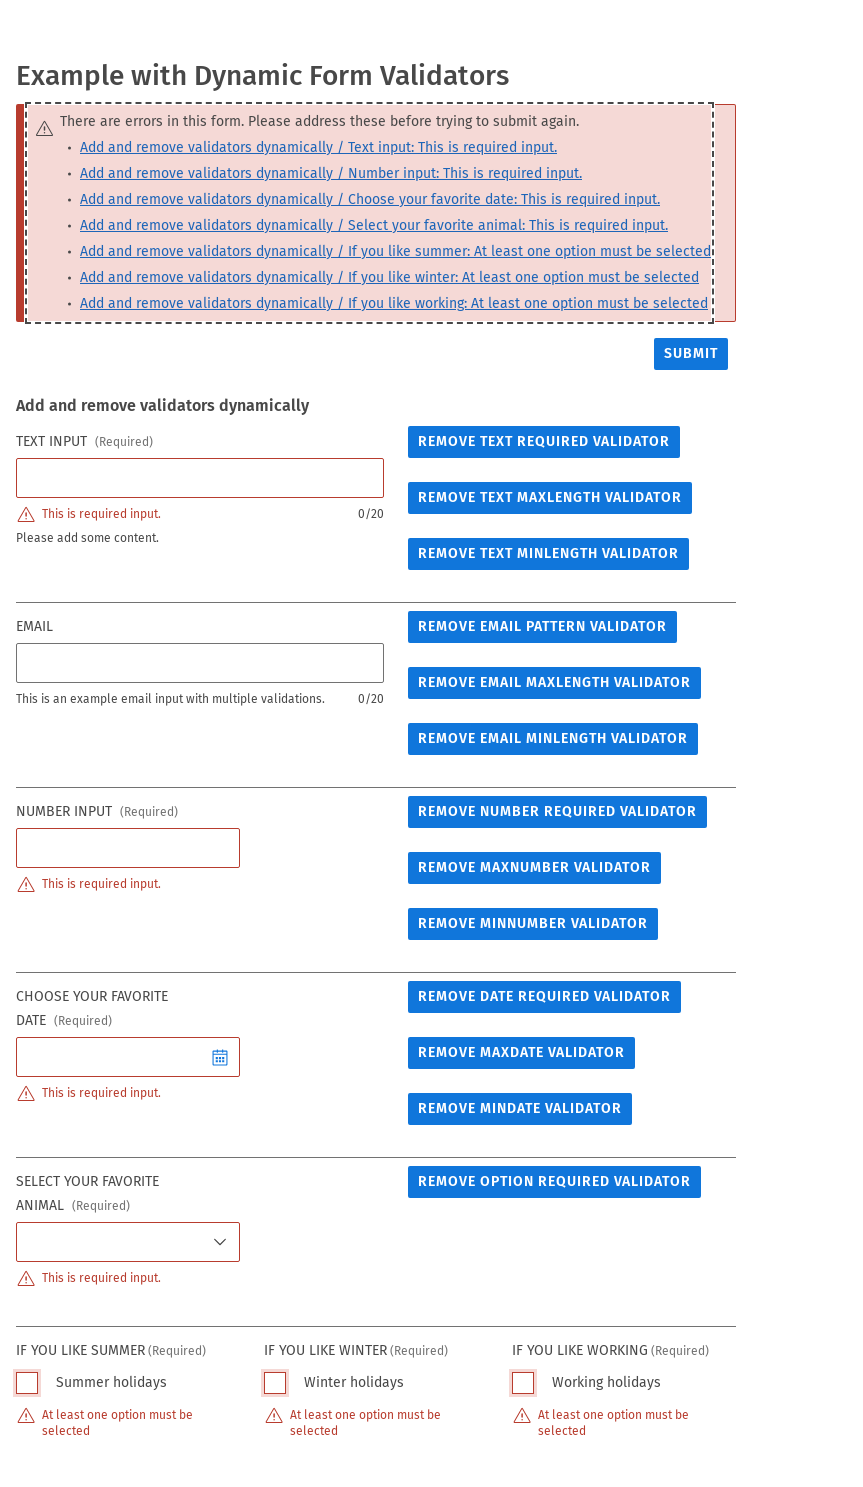 Example with Dynamic Form Validators
There are errors in this form. Please address these before trying to submit again.
• Add and remove validators dynamically / Text input: This is required input.
• Add and remove validators dynamically / Number input: This is required input.
• Add and remove validators dynamically / Choose your favorite date: This is required input.
• Add and remove validators dynamically / Select your favorite animal: This is required input.
• Add and remove validators dynamically / If you like summer: At least one option must be selected
• Add and remove validators dynamically / If you like winter: At least one option must be selected
• Add and remove validators dynamically / If you like working: At least one option must be selected
SUBMIT
Add and remove validators dynamically
TEXT INPUT (Required)
This is required input. 0/20
Please add some content.
REMOVE TEXT REQUIRED VALIDATOR
REMOVE TEXT MAXLENGTH VALIDATOR
REMOVE TEXT MINLENGTH VALIDATOR
EMAIL
This is an example email input with multiple validations. 0/20
REMOVE EMAIL PATTERN VALIDATOR
REMOVE EMAIL MAXLENGTH VALIDATOR
REMOVE EMAIL MINLENGTH VALIDATOR
NUMBER INPUT (Required)
This is required input.
REMOVE NUMBER REQUIRED VALIDATOR
REMOVE MAXNUMBER VALIDATOR
REMOVE MINNUMBER VALIDATOR
CHOOSE YOUR FAVORITE
DATE (Required)
This is required input.
REMOVE DATE REQUIRED VALIDATOR
REMOVE MAXDATE VALIDATOR
REMOVE MINDATE VALIDATOR
SELECT YOUR FAVORITE
ANIMAL (Required)
This is required input.
REMOVE OPTION REQUIRED VALIDATOR
IF YOU LIKE SUMMER (Required)
Summer holidays
At least one option must be
selected
IF YOU LIKE WINTER (Required)
Winter holidays
At least one option must be
selected
IF YOU LIKE WORKING (Required)
Working holidays
At least one option must be
selected